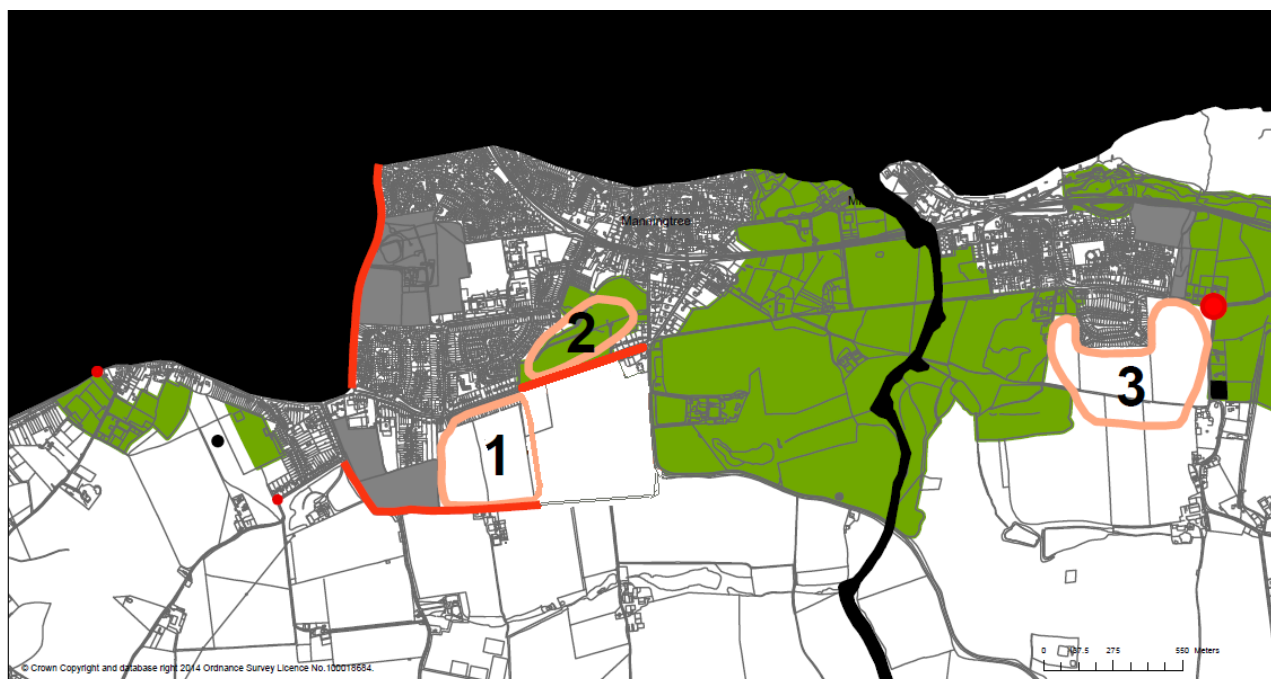 Manningtree
2
1
3
© Crown Copyright and database right 2014 Ordnance Survey Licence No.100018684.
0 275 550 Meters